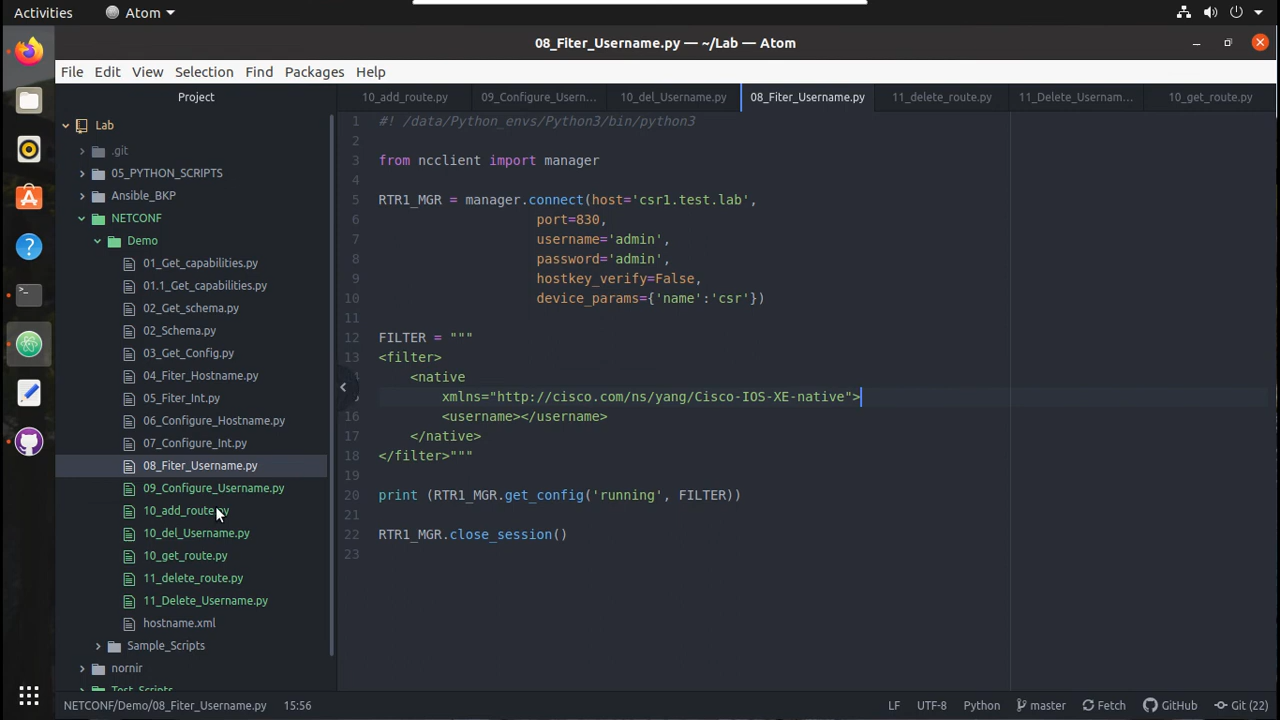 Activities
Atom
08_Fiter_Username.py — ~/Lab — Atom
File Edit View Selection Find Packages Help
Project
10_add_route.py 09_Configure_Usern... 10_del_Username.py 08_Fiter_Username.py 11_delete_route.py 11_Delete_Usernam... 10_get_route.py
Lab
.git
05_PYTHON_SCRIPTS
Ansible_BKP
NETCONF
Demo
01_Get_capabilities.py
01.1_Get_capabilities.py
02_Get_schema.py
02_Schema.py
03_Get_Config.py
04_Fiter_Hostname.py
05_Fiter_Int.py
06_Configure_Hostname.py
07_Configure_Int.py
08_Fiter_Username.py
09_Configure_Username.py
10_add_route.py
10_del_Username.py
10_get_route.py
11_delete_route.py
11_Delete_Username.py
hostname.xml
Sample_Scripts
nornir
Test_Scripts
1 #! /data/Python_envs/Python3/bin/python3
2
3 from ncclient import manager
4
5 RTR1_MGR = manager.connect(host='csr1.test.lab',
6 port=830,
7 username='admin',
8 password='admin',
9 hostkey_verify=False,
10 device_params={'name':'csr'})
11
12 FILTER = """
13 <filter>
<native
xmlns="http://cisco.com/ns/yang/Cisco-IOS-XE-native">
16 <username></username>
17 </native>
18 </filter>"""
19
20 print (RTR1_MGR.get_config('running', FILTER))
21
22 RTR1_MGR.close_session()
23
NETCONF/Demo/08_Fiter_Username.py 15:56 LF UTF-8 Python master Fetch GitHub Git (22)